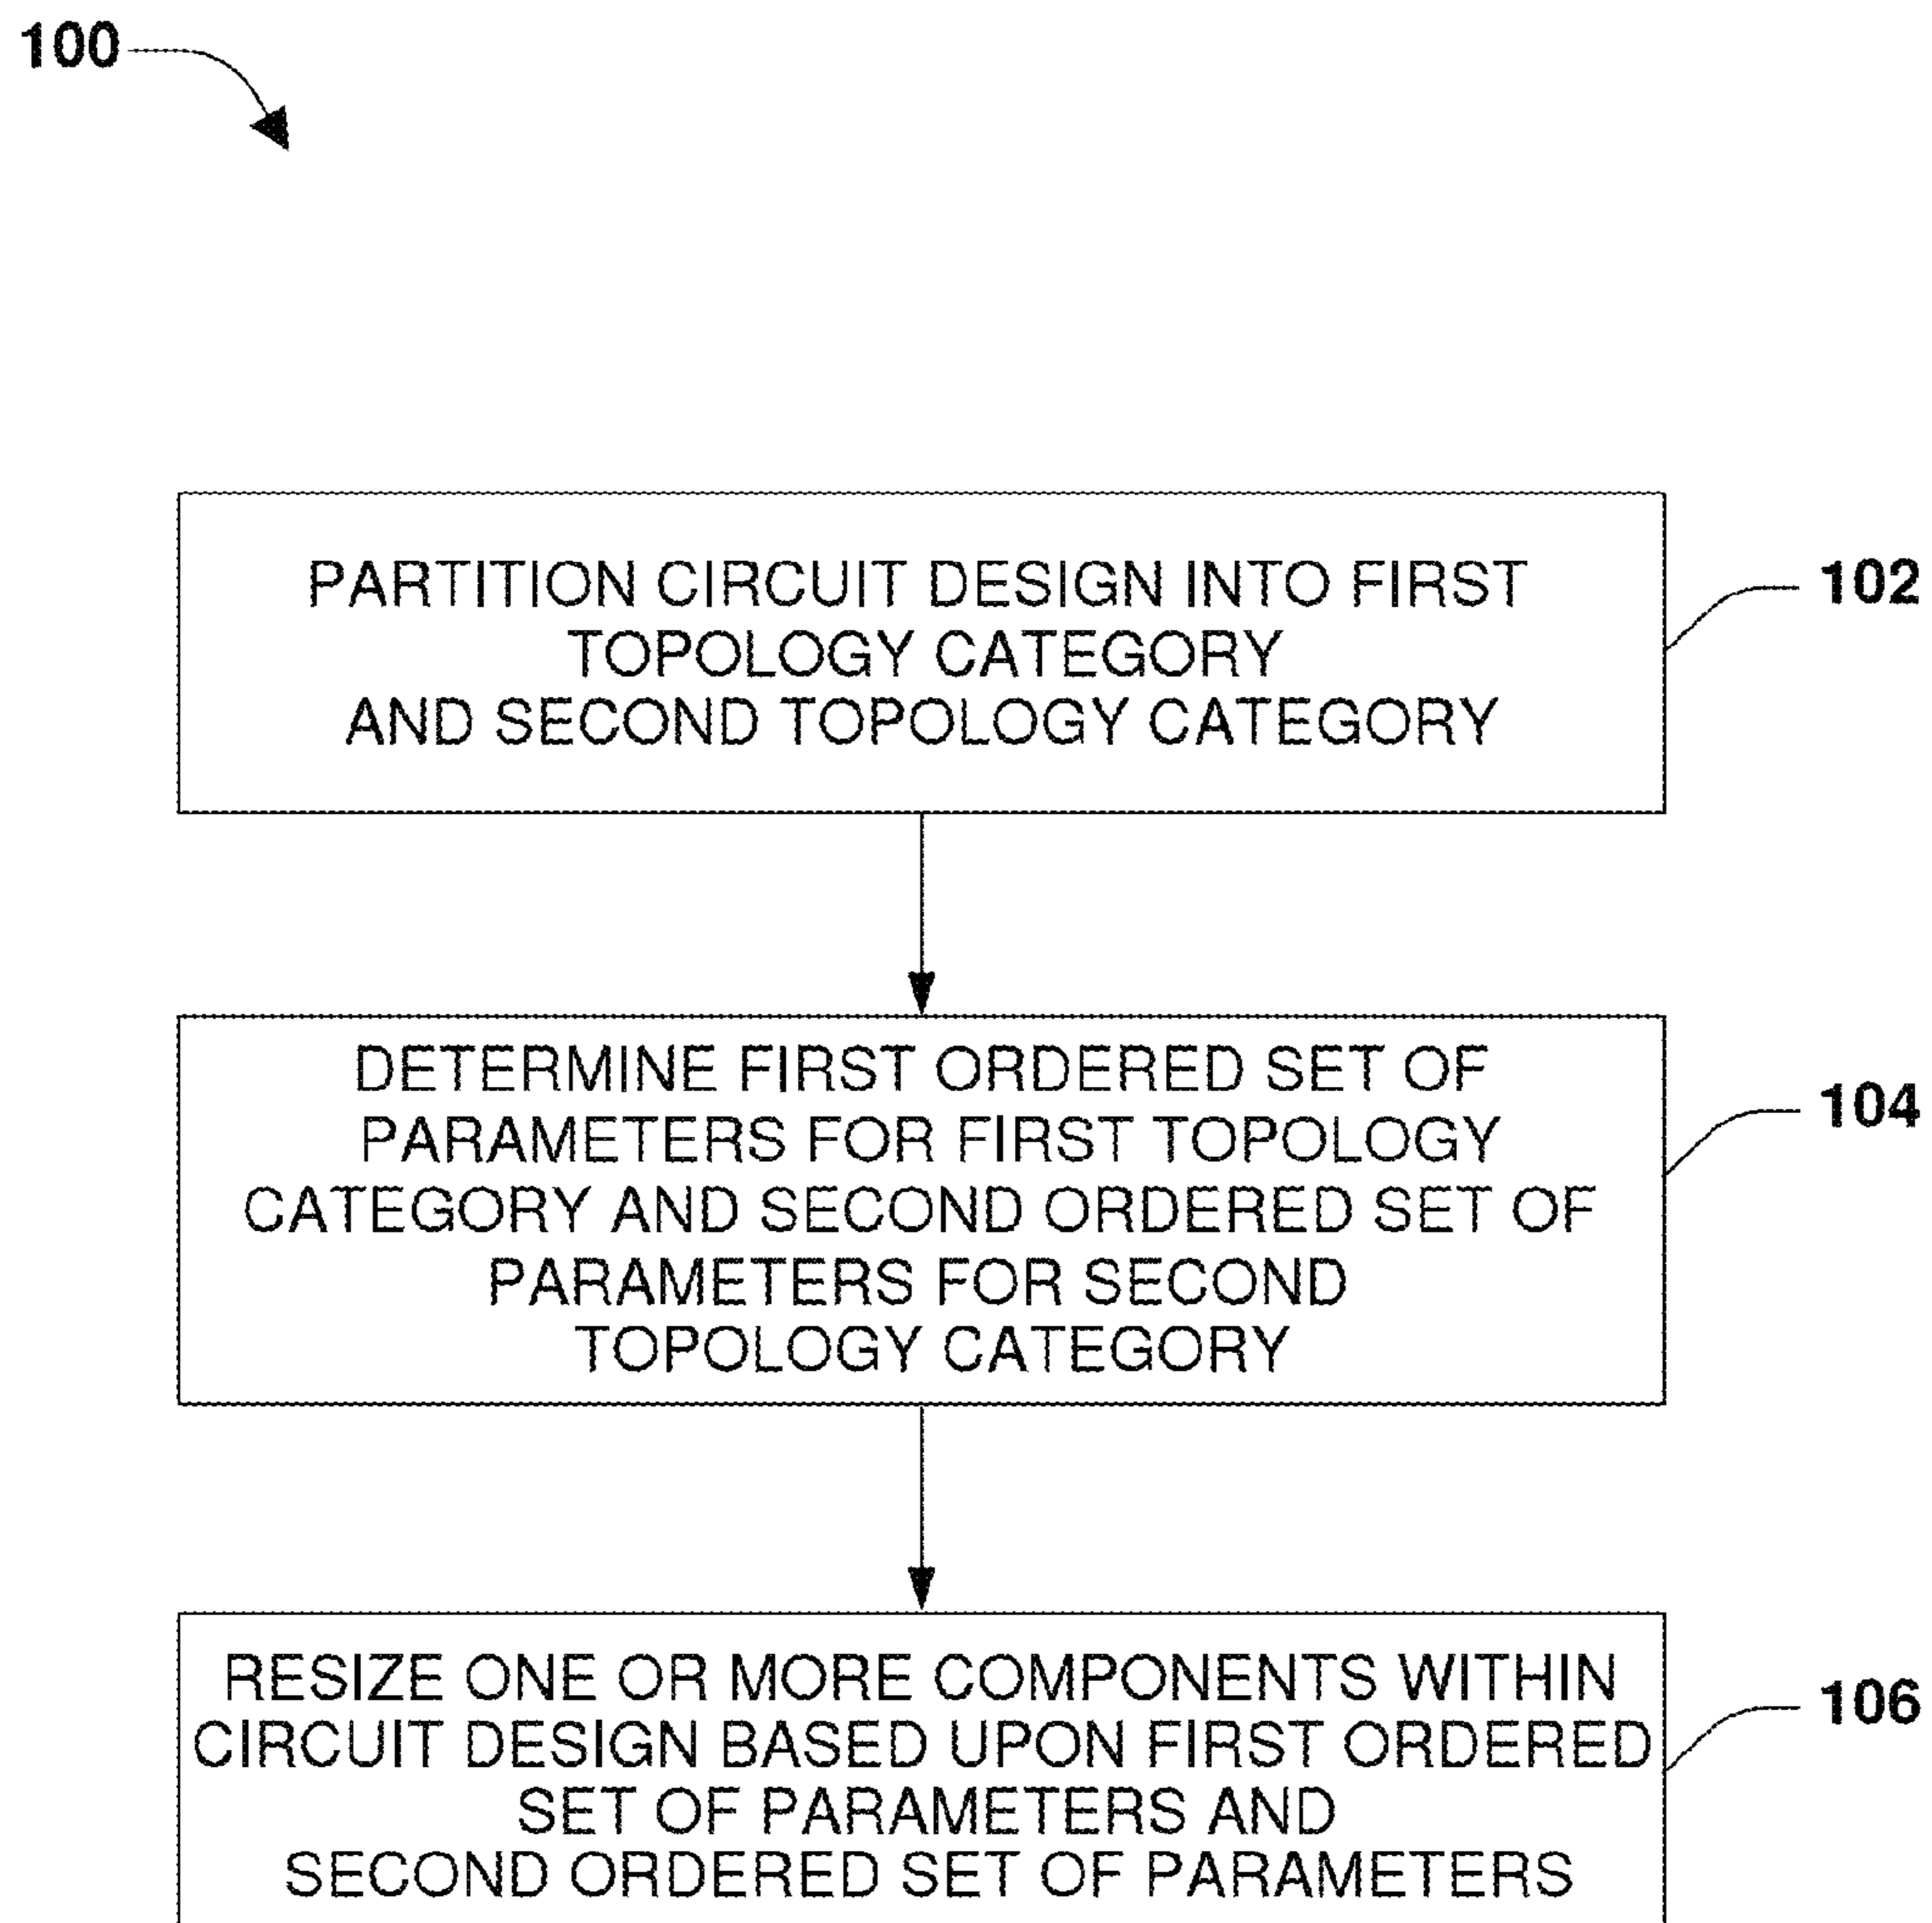 100
PARTITION CIRCUIT DESIGN INTO FIRST
TOPOLOGY CATEGORY
AND SECOND TOPOLOGY CATEGORY
102
DETERMINE FIRST ORDERED SET OF
PARAMETERS FOR FIRST TOPOLOGY
CATEGORY AND SECOND ORDERED SET OF
PARAMETERS FOR SECOND
TOPOLOGY CATEGORY
104
RESIZE ONE OR MORE COMPONENTS WITHIN
CIRCUIT DESIGN BASED UPON FIRST ORDERED
SET OF PARAMETERS AND
SECOND ORDERED SET OF PARAMETERS
106